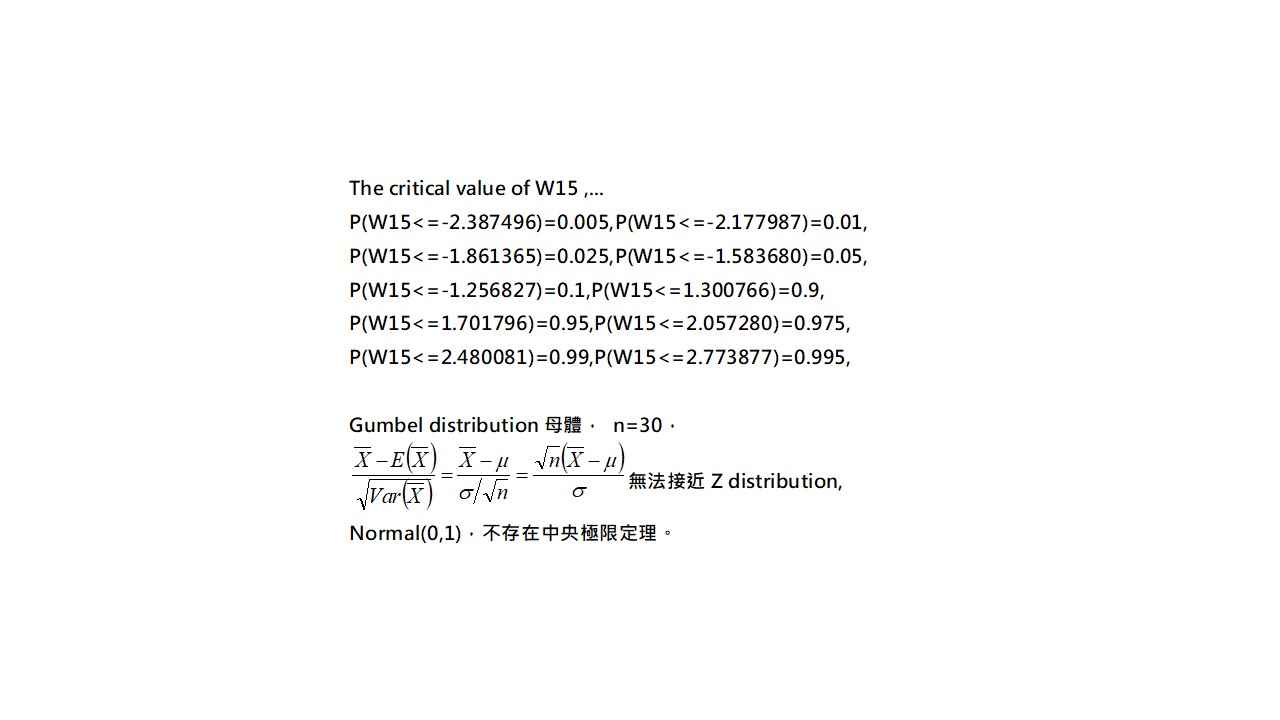 The critical value of W15 ,...
P(W15<=-2.387496)=0.005,P(W15<=-2.177987)=0.01,
P(W15<=-1.861365)=0.025,P(W15<=-1.583680)=0.05,
P(W15<=-1.256827)=0.1,P(W15<=1.300766)=0.9,
P(W15<=1.701796)=0.95,P(W15<=2.057280)=0.975,
P(W15<=2.480081)=0.99,P(W15<=2.773877)=0.995,
Gumbel distribution 母體， n=30，
\frac{\overline{X}-E(\overline{X})}{\sqrt{Var(\overline{X})}}=\frac{\overline{X}-\mu}{\sigma/\sqrt{n}}=\frac{\sqrt{n}(\overline{X}-\mu)}{\sigma} 無法接近 Z distribution,
Normal(0,1)，不存在中央極限定理。